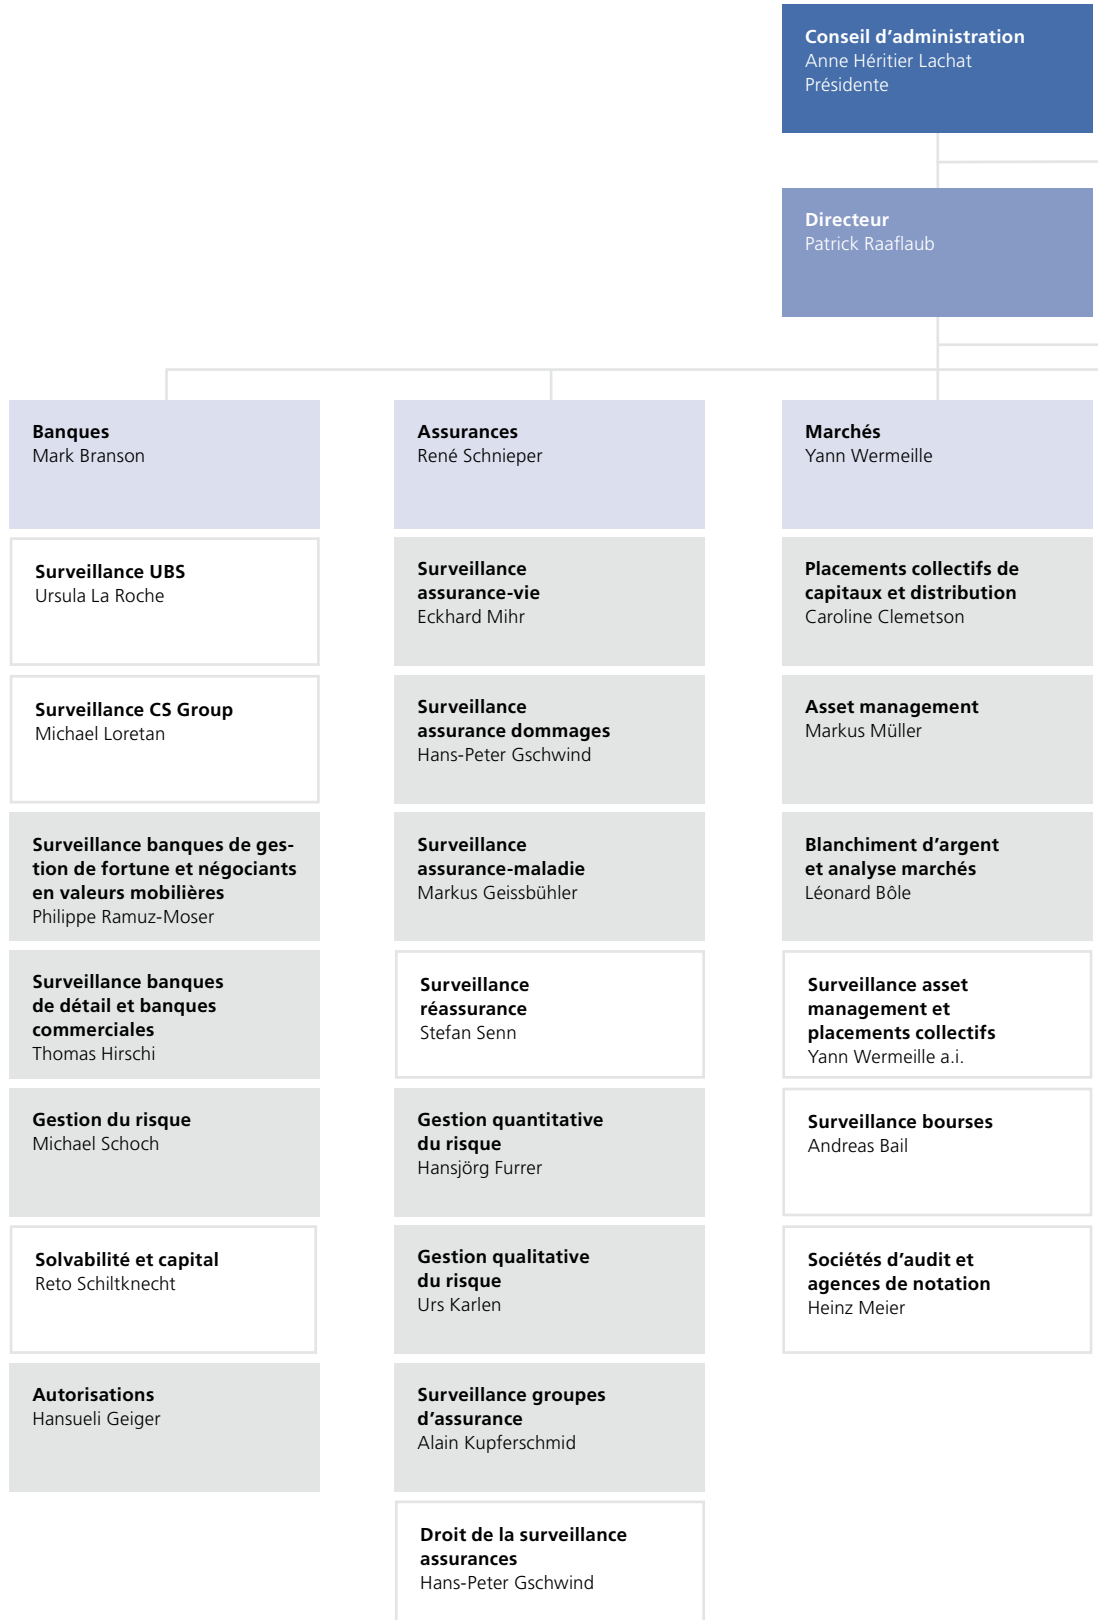 Conseil d’administration
Anne Héritier Lachat
Présidente
Directeur
Patrick Raaflaub
Banques
Mark Branson
Surveillance UBS
Ursula La Roche
Surveillance CS Group
Michael Loretan
Surveillance banques de ges-
tion de fortune et négociants
en valeurs mobilières
Philippe Ramuz-Moser
Surveillance banques
de détail et banques
commerciales
Thomas Hirschi
Gestion du risque
Michael Schoch
Solvabilité et capital
Reto Schiltknecht
Autorisations
Hansueli Geiger
Assurances
René Schnieper
Surveillance
assurance-vie
Eckhard Mihr
Surveillance
assurance dommages
Hans-Peter Gschwind
Surveillance
assurance-maladie
Markus Geissbühler
Surveillance
réassurance
Stefan Senn
Gestion quantitative
du risque
Hansjörg Furrer
Gestion qualitative
du risque
Urs Karlen
Surveillance groupes
d’assurance
Alain Kupferschmid
Droit de la surveillance
assurances
Hans-Peter Gschwind
Marchés
Yann Wermeille
Placements collectifs de
capitaux et distribution
Caroline Clemetson
Asset management
Markus Müller
Blanchiment d’argent
et analyse marchés
Léonard Bôle
Surveillance asset
management et
placements collectifs
Yann Wermeille a.i.
Surveillance bourses
Andreas Bail
Sociétés d’audit et
agences de notation
Heinz Meier